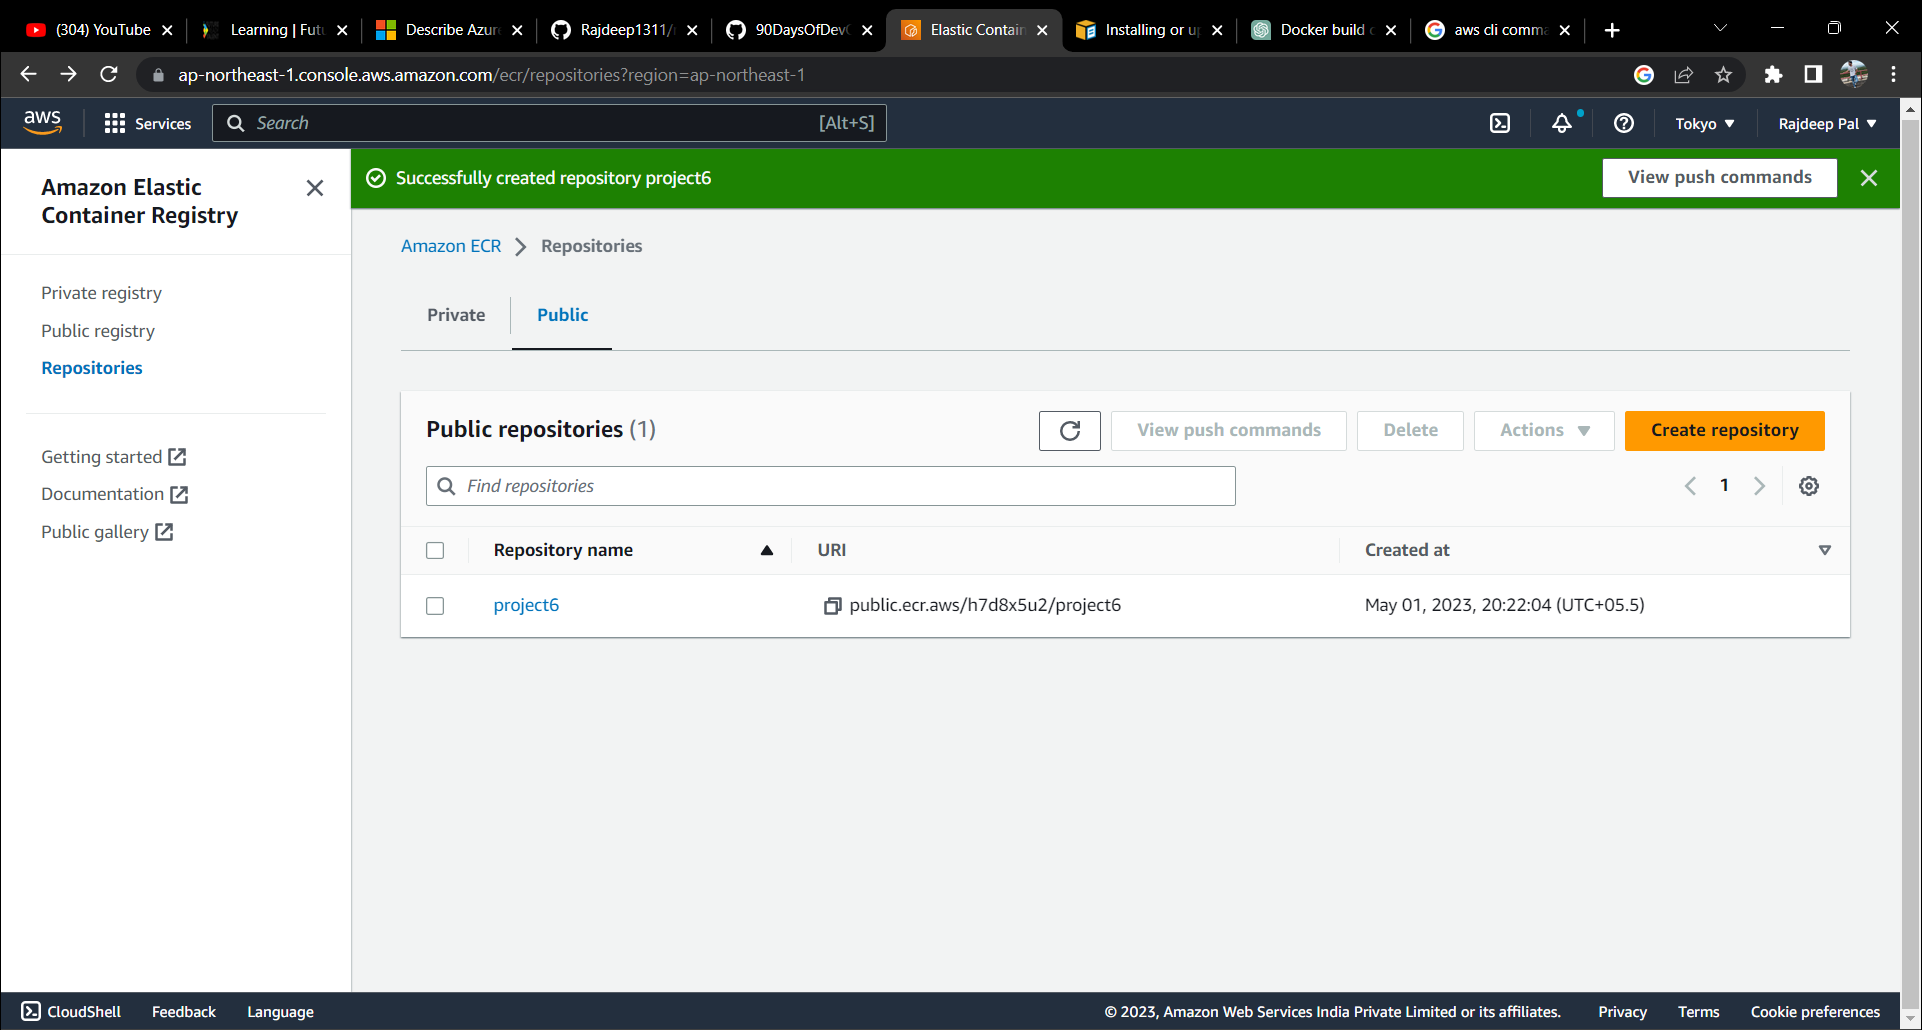 (304) YouTube
Learning | Futu
Describe Azure
Rajdeep1311/
90DaysOfDevO
Elastic Contain
Installing or up
Docker build
aws cli comma
ap-northeast-1.console.aws.amazon.com/ecr/repositories?region=ap-northeast-1
aws
Services
Search
[Alt+S]
Tokyo
Rajdeep Pal
Amazon Elastic
Container Registry
Successfully created repository project6
View push commands
Private registry
Public registry
Repositories
Getting started
Documentation
Public gallery
Amazon ECR
Repositories
Private
Public
Public repositories (1)
View push commands
Delete
Actions
Create repository
Find repositories
1
Repository name
URI
Created at
project6
public.ecr.aws/h7d8x5u2/project6
May 01, 2023, 20:22:04 (UTC+05.5)
CloudShell
Feedback
Language
© 2023, Amazon Web Services India Private Limited or its affiliates.
Privacy
Terms
Cookie preferences